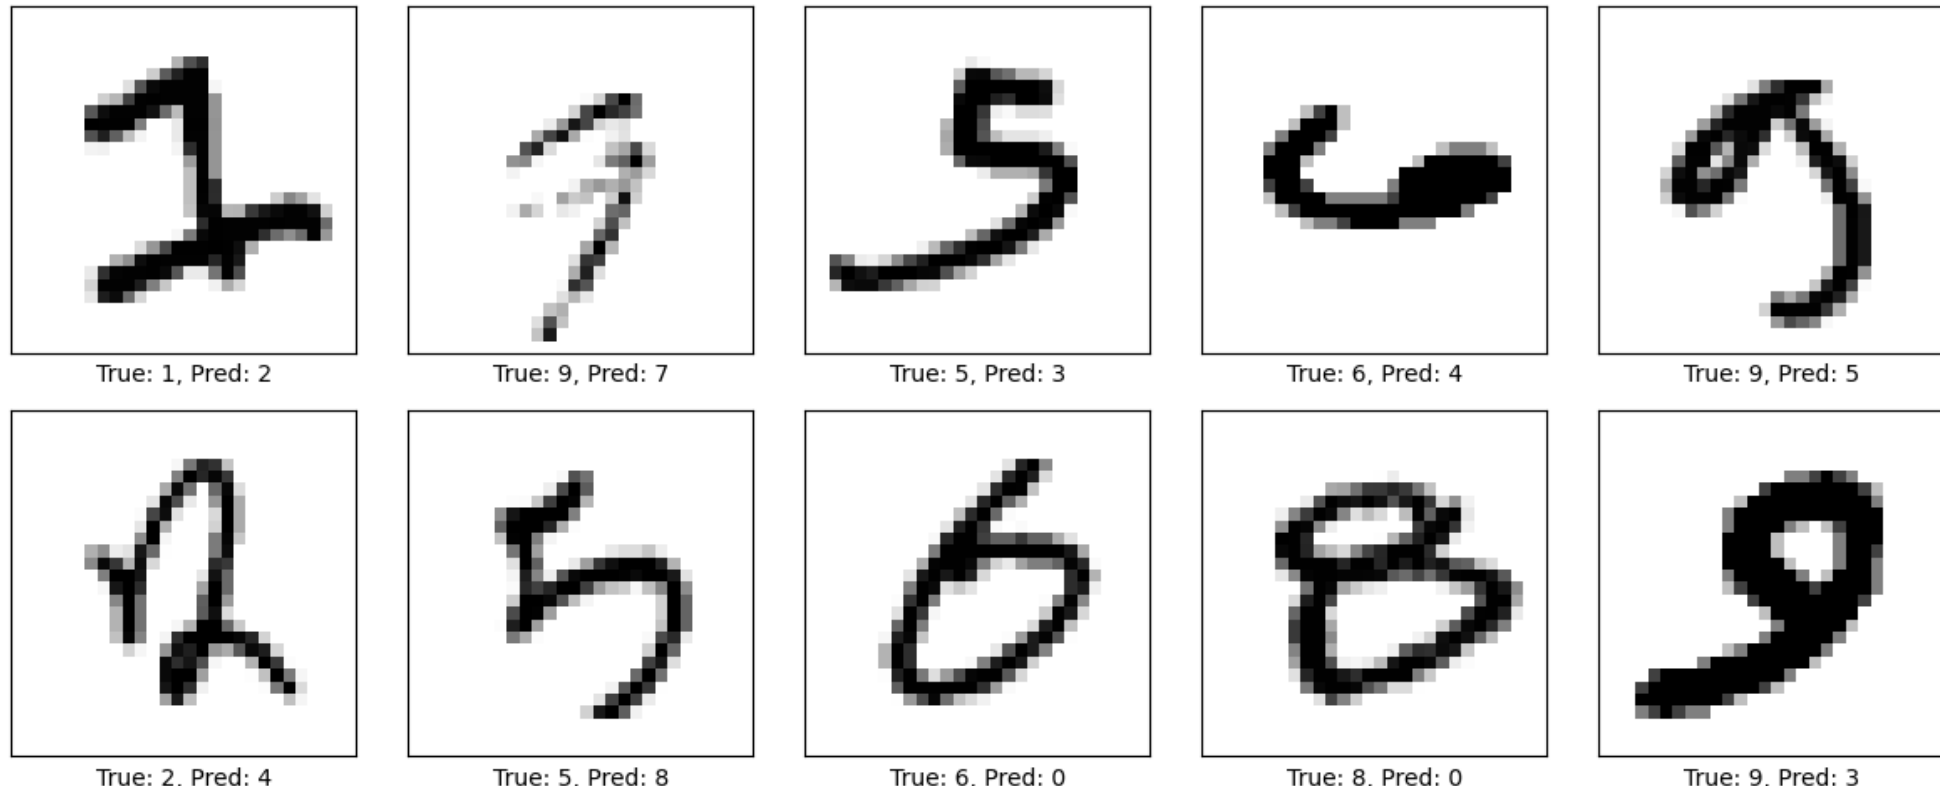 True: 1, Pred: 2
True: 9, Pred: 7
True: 5, Pred: 3
True: 6, Pred: 4
True: 9, Pred: 5
True: 2, Pred: 4
True: 5, Pred: 8
True: 6, Pred: 0
True: 8, Pred: 0
True: 9, Pred: 3